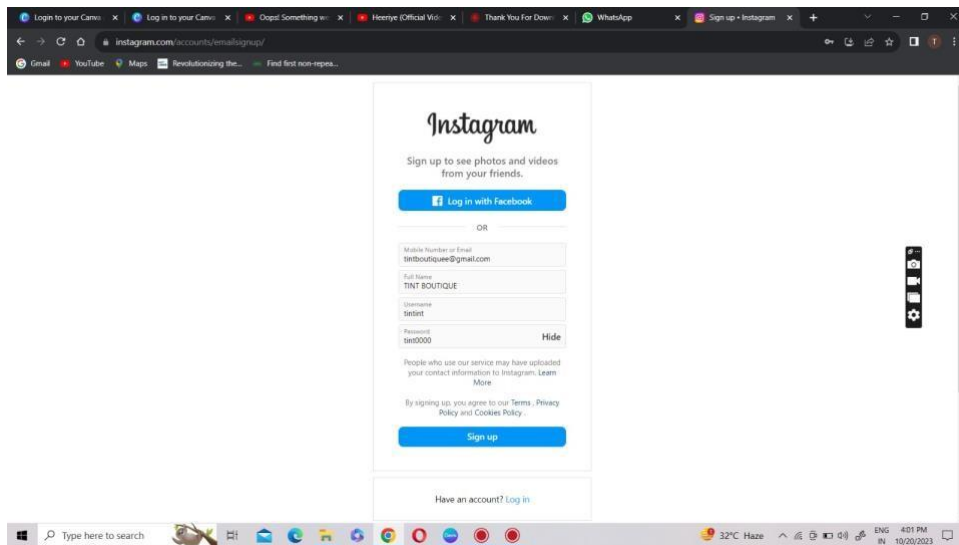 Login to your Canva
Log in to your Canva
Oops! Something we
Heeriye (Official Vide
Thank You For Down
WhatsApp
Sign up • Instagram
instagram.com/accounts/emailsignup/
T
Gmail
YouTube
Maps
Revolutionizing the...
Find first non-repea...
Instagram
Sign up to see photos and videos
from your friends.
Log in with Facebook
OR
Mobile Number or Email
tintboutiquee@gmail.com
Full Name
TINT BOUTIQUE
Username
tintint
Password
tint0000
Hide
People who use our service may have uploaded
your contact information to Instagram. Learn
More
By signing up, you agree to our Terms , Privacy
Policy and Cookies Policy .
Sign up
Have an account? Log in
Type here to search
32°C Haze
ENG
IN
4:01 PM
10/20/2023